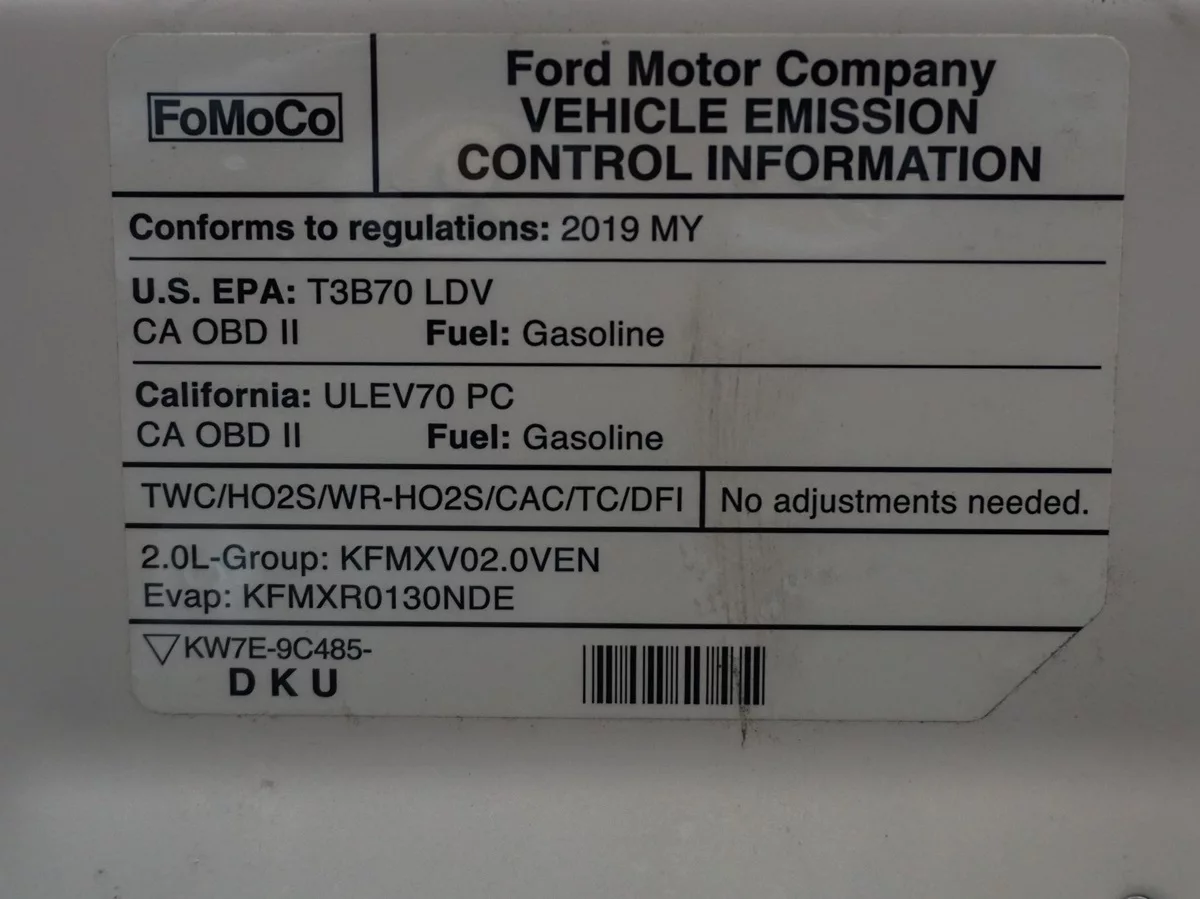 FoMoCo
Ford Motor Company
VEHICLE EMISSION
CONTROL INFORMATION
Conforms to regulations: 2019 MY
U.S. EPA: T3B70 LDV
CA OBD II Fuel: Gasoline
California: ULEV70 PC
CA OBD II Fuel: Gasoline
TWC/HO2S/WR-HO2S/CAC/TC/DFI No adjustments needed.
2.0L-Group: KFMXV02.0VEN
Evap: KFMXR0130NDE
KW7E-9C485-
D K U